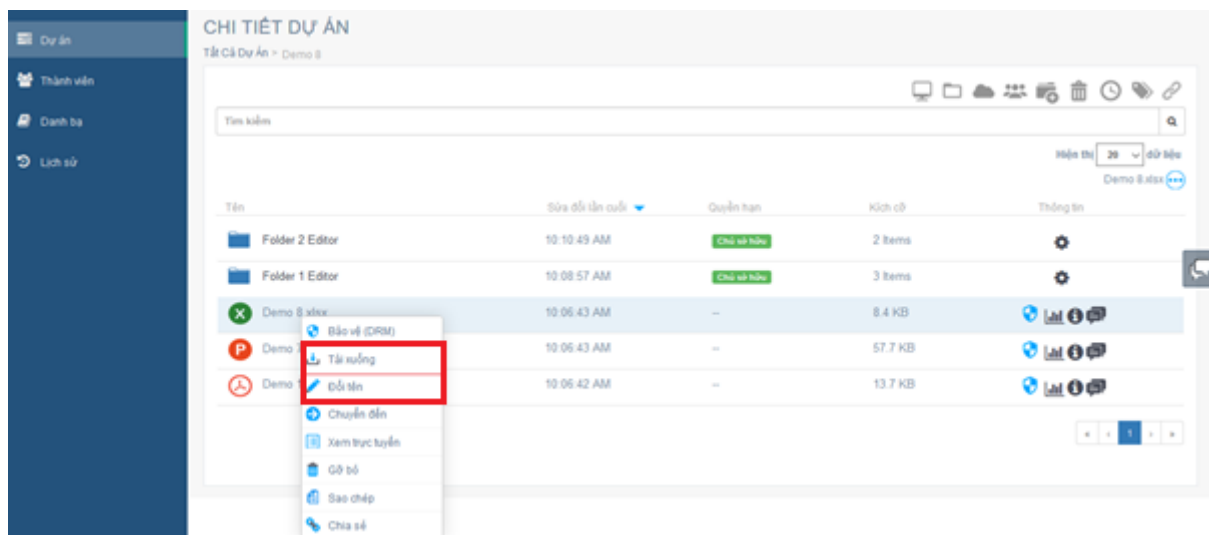 Dự án
Thành viên
Danh bạ
Lịch sử
CHI TIẾT DỰ ÁN
Tất Cả Dự Án > Demo 8
Tìm kiếm
Hiện thị 20 dữ liệu
Demo 8.xlsx
Tên Sửa đổi lần cuối Quyền hạn Kích cỡ Thông tin
Folder 2 Editor 10:10:49 AM Chủ sở hữu 2 Items
Folder 1 Editor 10:08:57 AM Chủ sở hữu 3 Items
Demo 8.xlsx 10:06:43 AM -- 8.4 KB
Demo 10:06:43 AM -- 57.7 KB
Demo 1 10:06:42 AM -- 13.7 KB
Bảo vệ (DRM)
Tải xuống
Đổi tên
Chuyển đến
Xem trực tuyến
Gỡ bỏ
Sao chép
Chia sẻ
« ‹ 1 › »